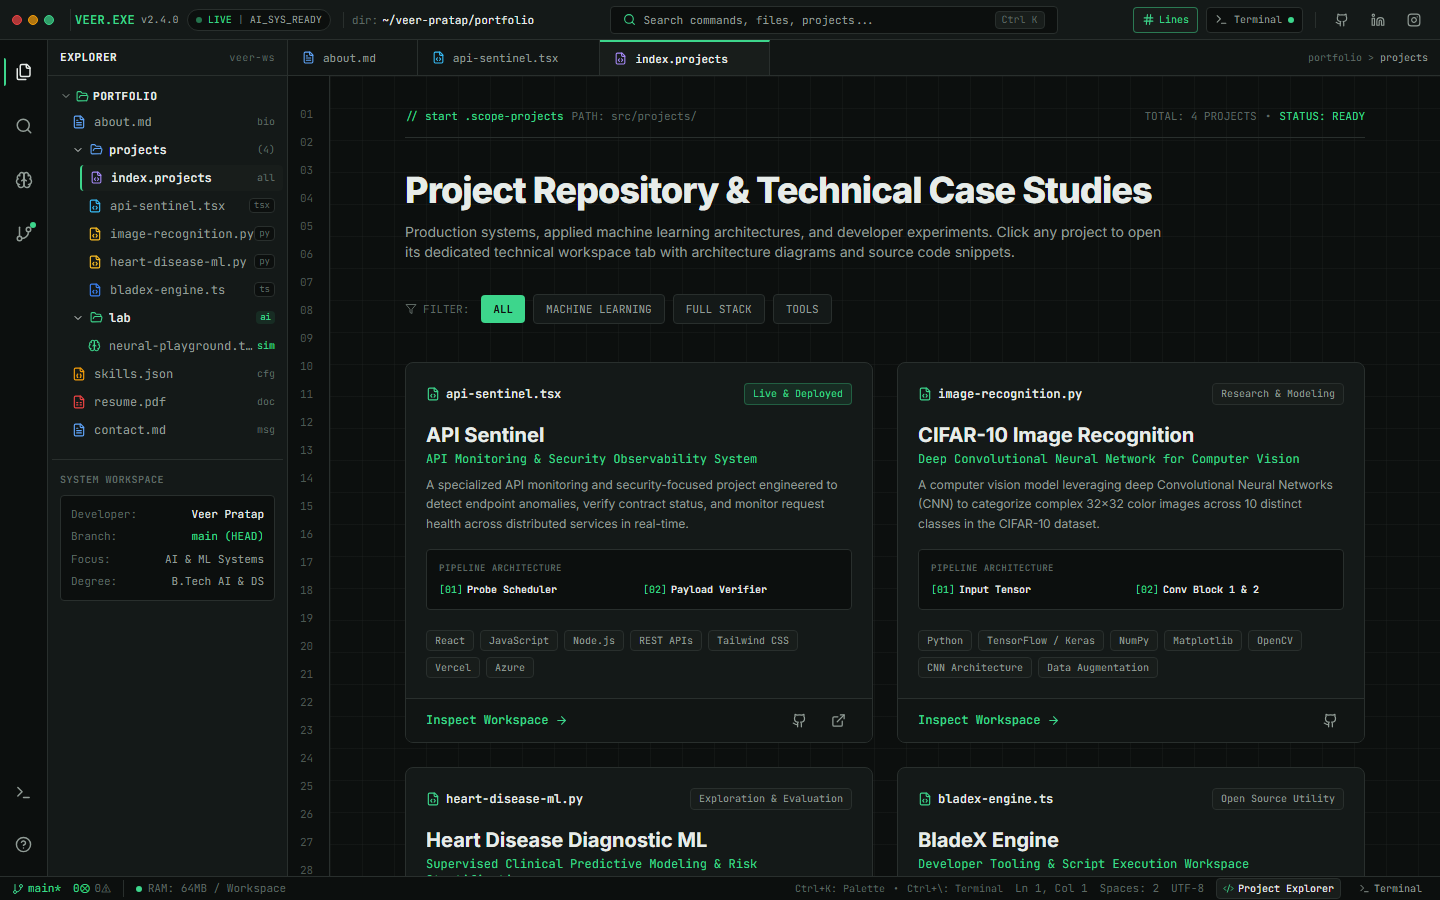 VEER.EXE v2.4.0 LIVE | AI_SYS_READY dir: ~/veer-pratap/portfolio Search commands, files, projects... Ctrl K Lines Terminal
EXPLORER veer-ws
about.md api-sentinel.tsx index.projects portfolio > projects
PORTFOLIO
about.md bio
projects (4)
index.projects all
api-sentinel.tsx tsx
image-recognition.py py
heart-disease-ml.py py
bladex-engine.ts ts
lab ai
neural-playground.t… sim
skills.json cfg
resume.pdf doc
contact.md msg
SYSTEM WORKSPACE
Developer: Veer Pratap
Branch: main (HEAD)
Focus: AI & ML Systems
Degree: B.Tech AI & DS
01
02
03
04
05
06
07
08
09
10
11
12
13
14
15
16
17
18
19
20
21
22
23
24
25
26
27
28
// start .scope-projects PATH: src/projects/ TOTAL: 4 PROJECTS • STATUS: READY
Project Repository & Technical Case Studies
Production systems, applied machine learning architectures, and developer experiments. Click any project to open
its dedicated technical workspace tab with architecture diagrams and source code snippets.
FILTER: ALL MACHINE LEARNING FULL STACK TOOLS
api-sentinel.tsx Live & Deployed
API Sentinel
API Monitoring & Security Observability System
A specialized API monitoring and security-focused project engineered to
detect endpoint anomalies, verify contract status, and monitor request
health across distributed services in real-time.
PIPELINE ARCHITECTURE
[01] Probe Scheduler [02] Payload Verifier
React JavaScript Node.js REST APIs Tailwind CSS
Vercel Azure
Inspect Workspace →
image-recognition.py Research & Modeling
CIFAR-10 Image Recognition
Deep Convolutional Neural Network for Computer Vision
A computer vision model leveraging deep Convolutional Neural Networks
(CNN) to categorize complex 32×32 color images across 10 distinct
classes in the CIFAR-10 dataset.
PIPELINE ARCHITECTURE
[01] Input Tensor [02] Conv Block 1 & 2
Python TensorFlow / Keras NumPy Matplotlib OpenCV
CNN Architecture Data Augmentation
Inspect Workspace →
heart-disease-ml.py Exploration & Evaluation
Heart Disease Diagnostic ML
Supervised Clinical Predictive Modeling & Risk
bladex-engine.ts Open Source Utility
BladeX Engine
Developer Tooling & Script Execution Workspace
main* 0 0 RAM: 64MB / Workspace Ctrl+K: Palette • Ctrl+\: Terminal Ln 1, Col 1 Spaces: 2 UTF-8 Project Explorer Terminal